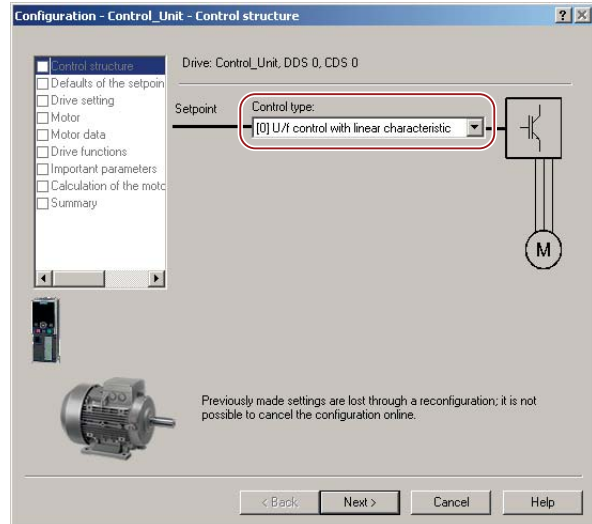 Configuration - Control_Unit - Control structure
Control structure
Defaults of the setpoin
Drive setting
Motor
Motor data
Drive functions
Important parameters
Calculation of the motc
Summary
Drive: Control_Unit, DDS 0, CDS 0
Setpoint
Control type:
[0] U/f control with linear characteristic
M
Previously made settings are lost through a reconfiguration; it is not
possible to cancel the configuration online.
< Back
Next >
Cancel
Help